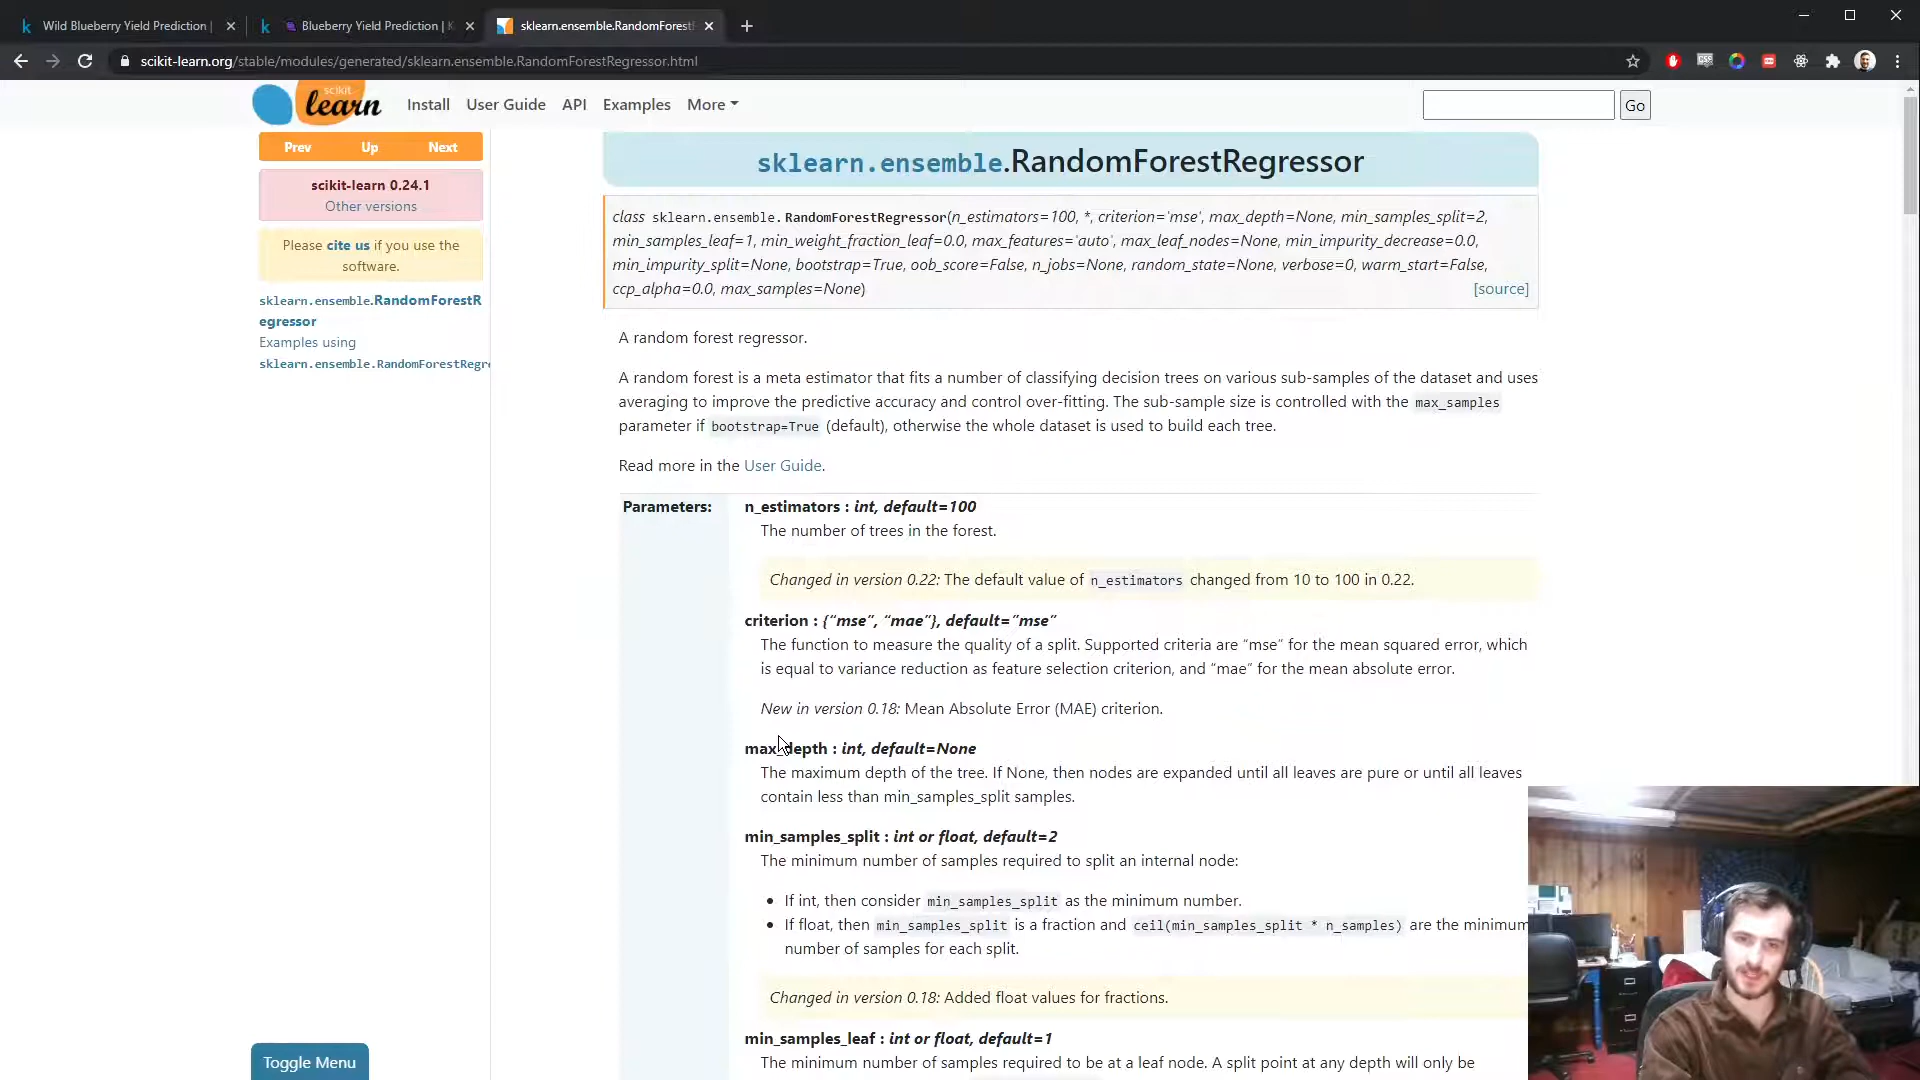 Wild Blueberry Yield Prediction |
Blueberry Yield Prediction | K
sklearn.ensemble.RandomForestR
scikit-learn.org/stable/modules/generated/sklearn.ensemble.RandomForestRegressor.html
scikit
learn
Install
User Guide
API
Examples
More
Go
Prev
Up
Next
scikit-learn 0.24.1
Other versions
Please cite us if you use the
software.
sklearn.ensemble.RandomForestR
egressor
Examples using
sklearn.ensemble.RandomForestRegre
sklearn.ensemble.RandomForestRegressor
class sklearn.ensemble.RandomForestRegressor(n_estimators=100, *, criterion='mse', max_depth=None, min_samples_split=2,
min_samples_leaf=1, min_weight_fraction_leaf=0.0, max_features='auto', max_leaf_nodes=None, min_impurity_decrease=0.0,
min_impurity_split=None, bootstrap=True, oob_score=False, n_jobs=None, random_state=None, verbose=0, warm_start=False,
ccp_alpha=0.0, max_samples=None)
[source]
A random forest regressor.
A random forest is a meta estimator that fits a number of classifying decision trees on various sub-samples of the dataset and uses
averaging to improve the predictive accuracy and control over-fitting. The sub-sample size is controlled with the max_samples
parameter if bootstrap=True (default), otherwise the whole dataset is used to build each tree.
Read more in the User Guide.
Parameters:
n_estimators : int, default=100
The number of trees in the forest.
Changed in version 0.22: The default value of n_estimators changed from 10 to 100 in 0.22.
criterion : {“mse”, “mae”}, default=”mse”
The function to measure the quality of a split. Supported criteria are “mse” for the mean squared error, which
is equal to variance reduction as feature selection criterion, and “mae” for the mean absolute error.
New in version 0.18: Mean Absolute Error (MAE) criterion.
max_depth : int, default=None
The maximum depth of the tree. If None, then nodes are expanded until all leaves are pure or until all leaves
contain less than min_samples_split samples.
min_samples_split : int or float, default=2
The minimum number of samples required to split an internal node:
• If int, then consider min_samples_split as the minimum number.
• If float, then min_samples_split is a fraction and ceil(min_samples_split * n_samples) are the minimum
number of samples for each split.
Changed in version 0.18: Added float values for fractions.
min_samples_leaf : int or float, default=1
The minimum number of samples required to be at a leaf node. A split point at any depth will only be
Toggle Menu